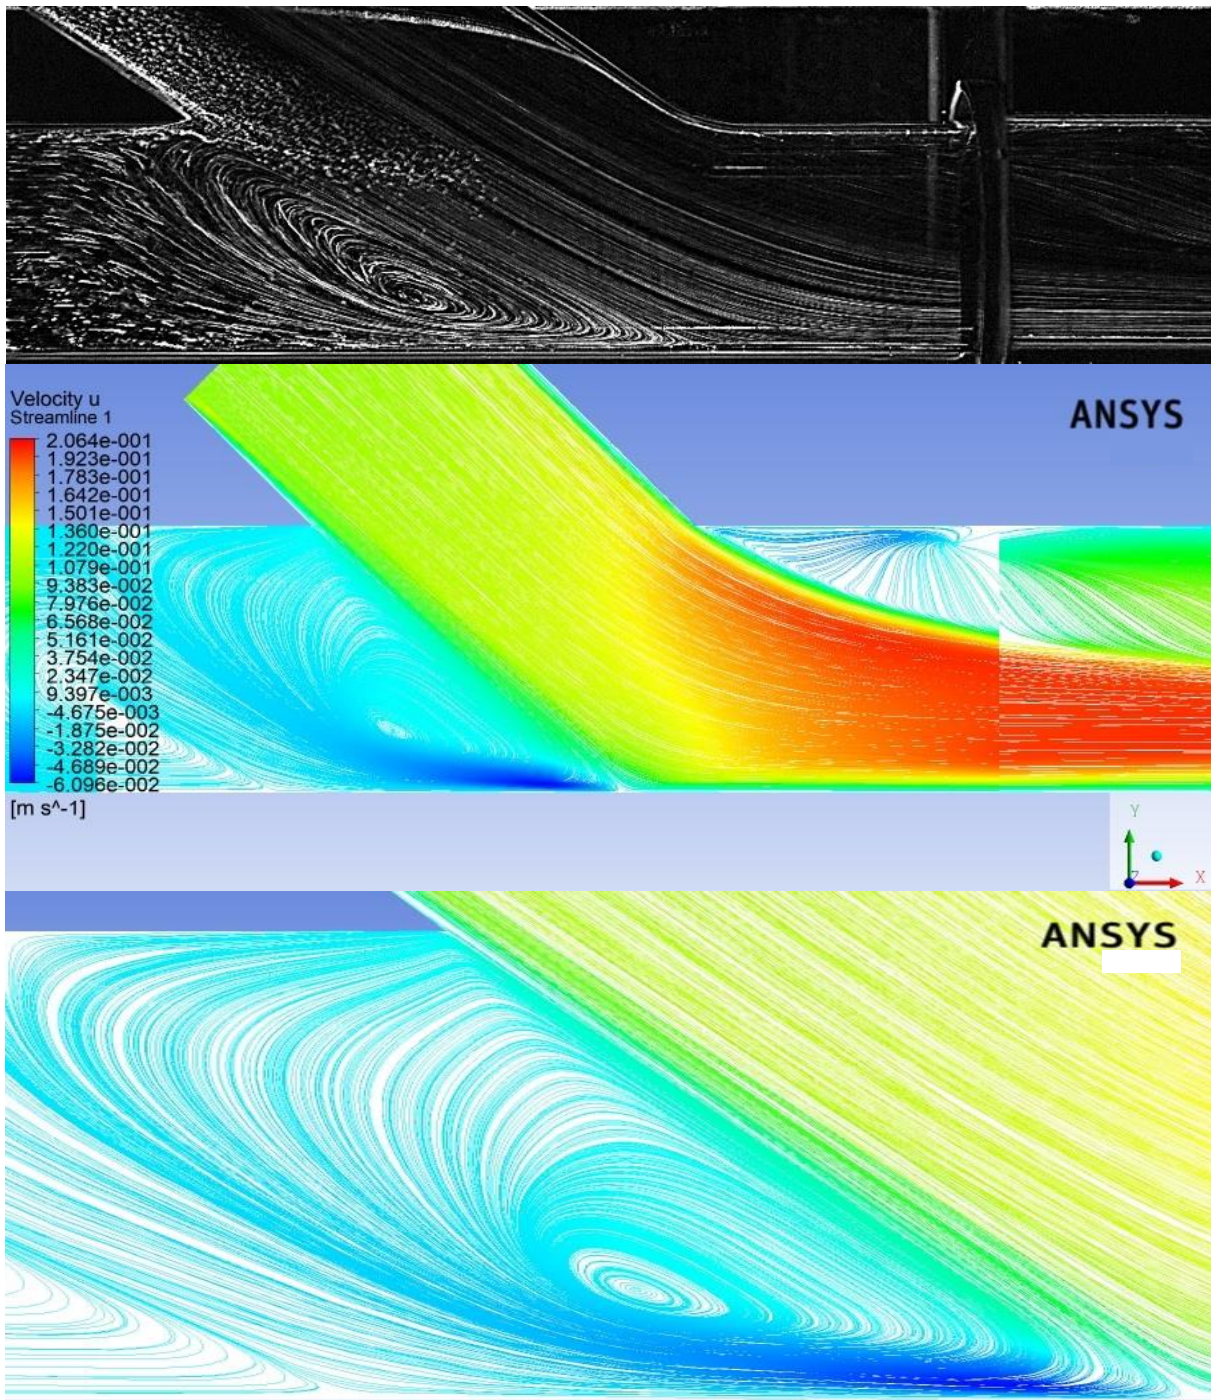 Velocity u
Streamline 1
ANSYS
2.064e-001
1.923e-001
1.783e-001
1.642e-001
1.501e-001
1.360e-001
1.220e-001
1.079e-001
9.383e-002
7.976e-002
6.568e-002
5.161e-002
3.754e-002
2.347e-002
9.397e-003
-4.675e-003
-1.875e-002
-3.282e-002
-4.689e-002
-6.096e-002
[m s^-1]
Y
Z
X
ANSYS